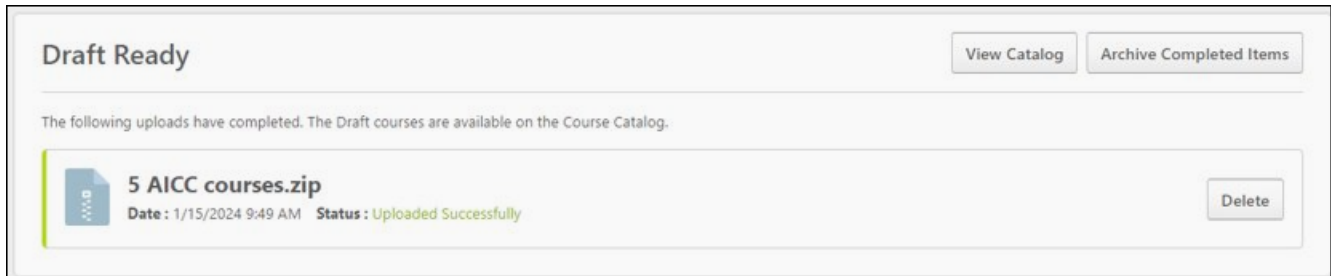 Draft Ready
View Catalog
Archive Completed Items
The following uploads have completed. The Draft courses are available on the Course Catalog.
5 AICC courses.zip
Date : 1/15/2024 9:49 AM Status : Uploaded Successfully
Delete